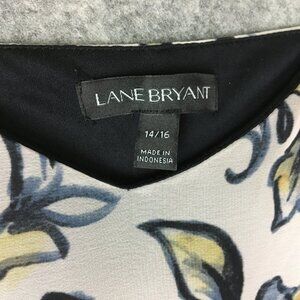 LANE BRYANT
14/16
MADE IN
INDONESIA